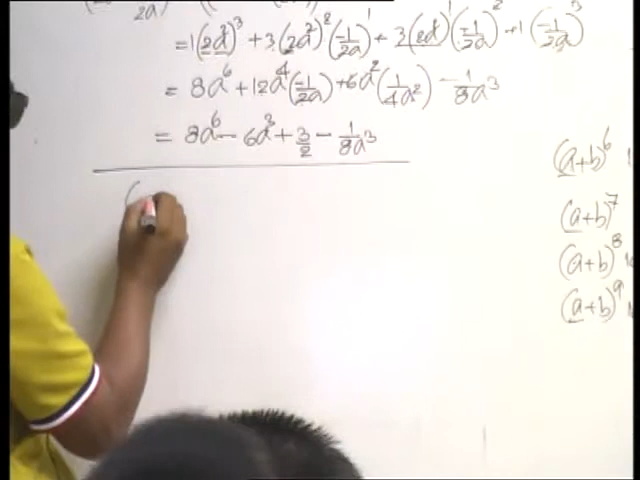 2a
= 1(2a²)³ + 3(2a²)²(-1/2a)¹ + 3(2a²)¹(-1/2a)² + 1(-1/2a)³
= 8a⁶ + 12a⁴(-1/2a) + 6a²(1/4a²) - 1/8a³
= 8a⁶ - 6a³ + 3/2 - 1/8a³
(a+b)⁶
(a+b)⁷
(a+b)⁸
(a+b)⁹
(